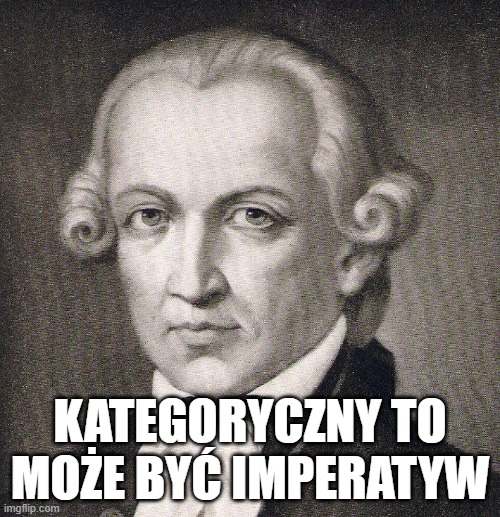 KATEGORYCZNY TO
MOŻE BYĆ IMPERATYW
imgflip.com